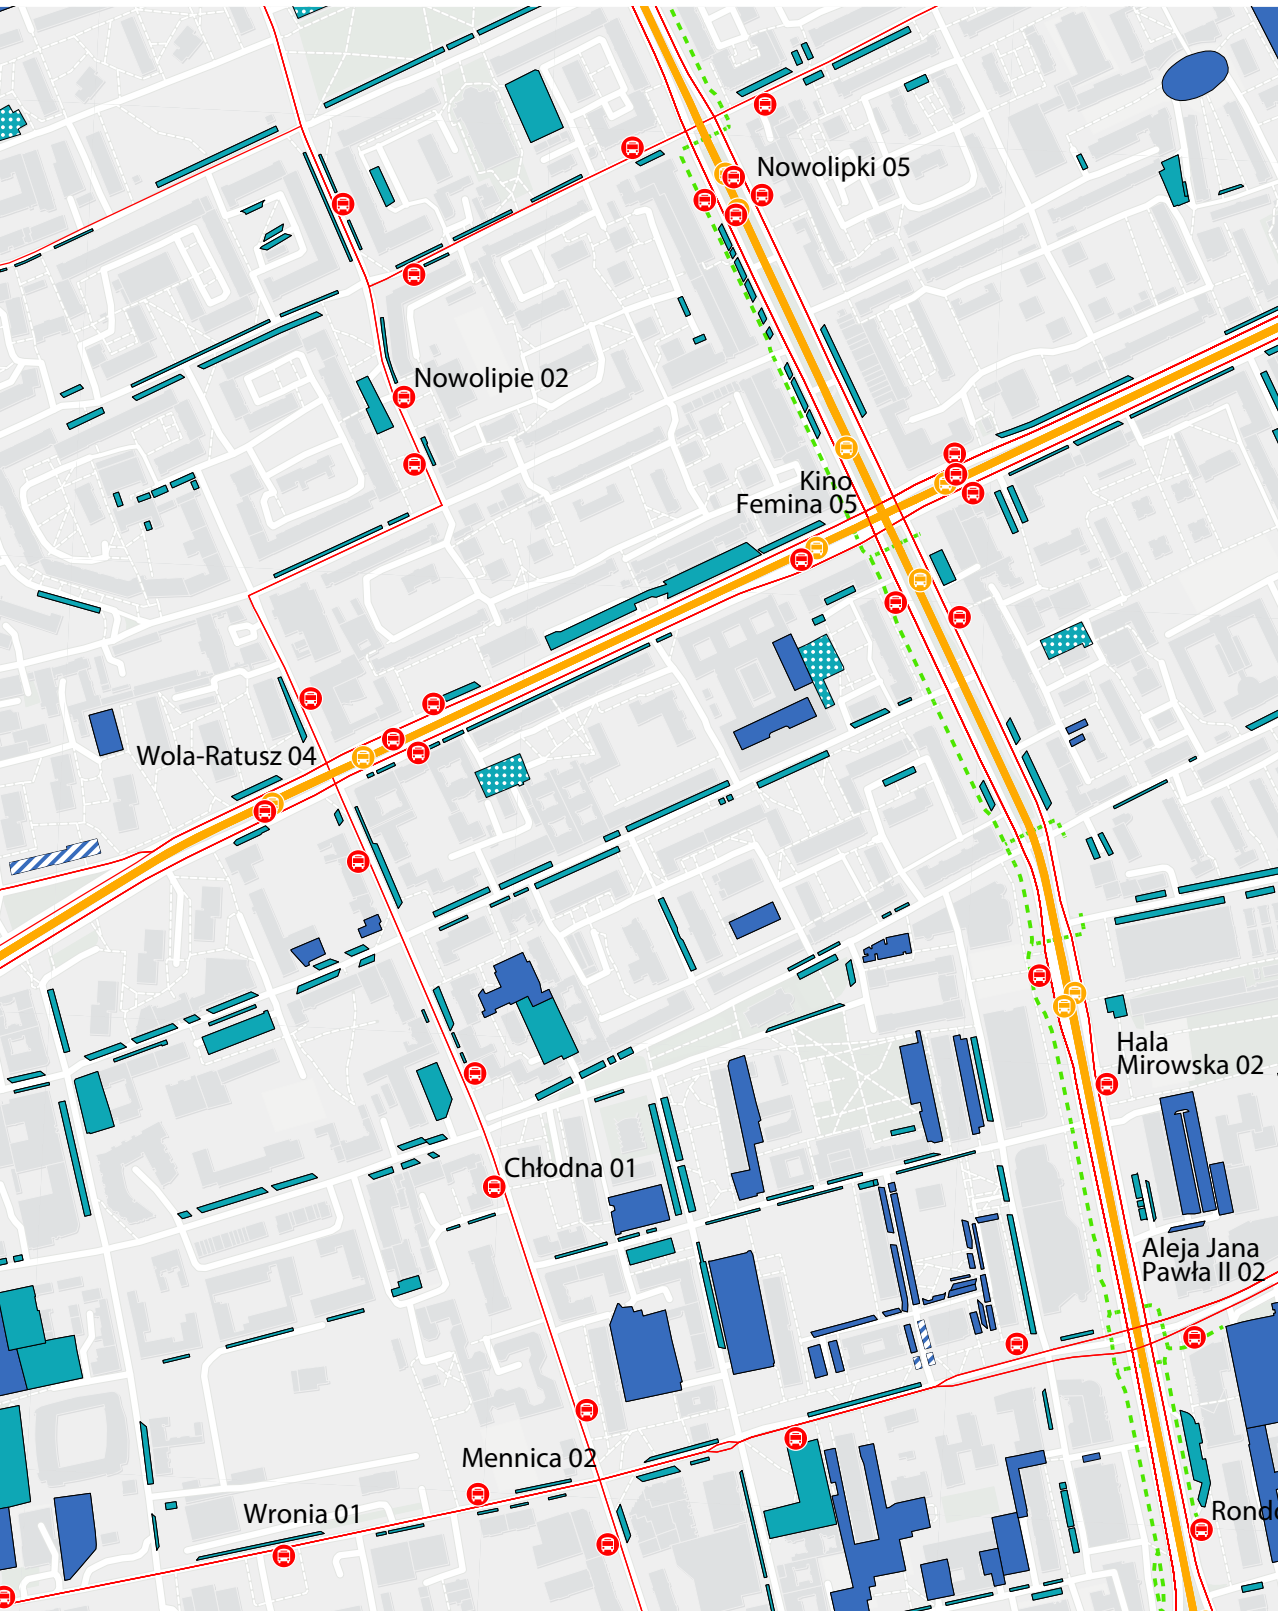 Nowolipki 05
Nowolipie 02
Kino
Femina 05
Wola-Ratusz 04
Hala
Mirowska 02
Chłodna 01
Aleja Jana
Pawła II 02
Mennica 02
Wronia 01